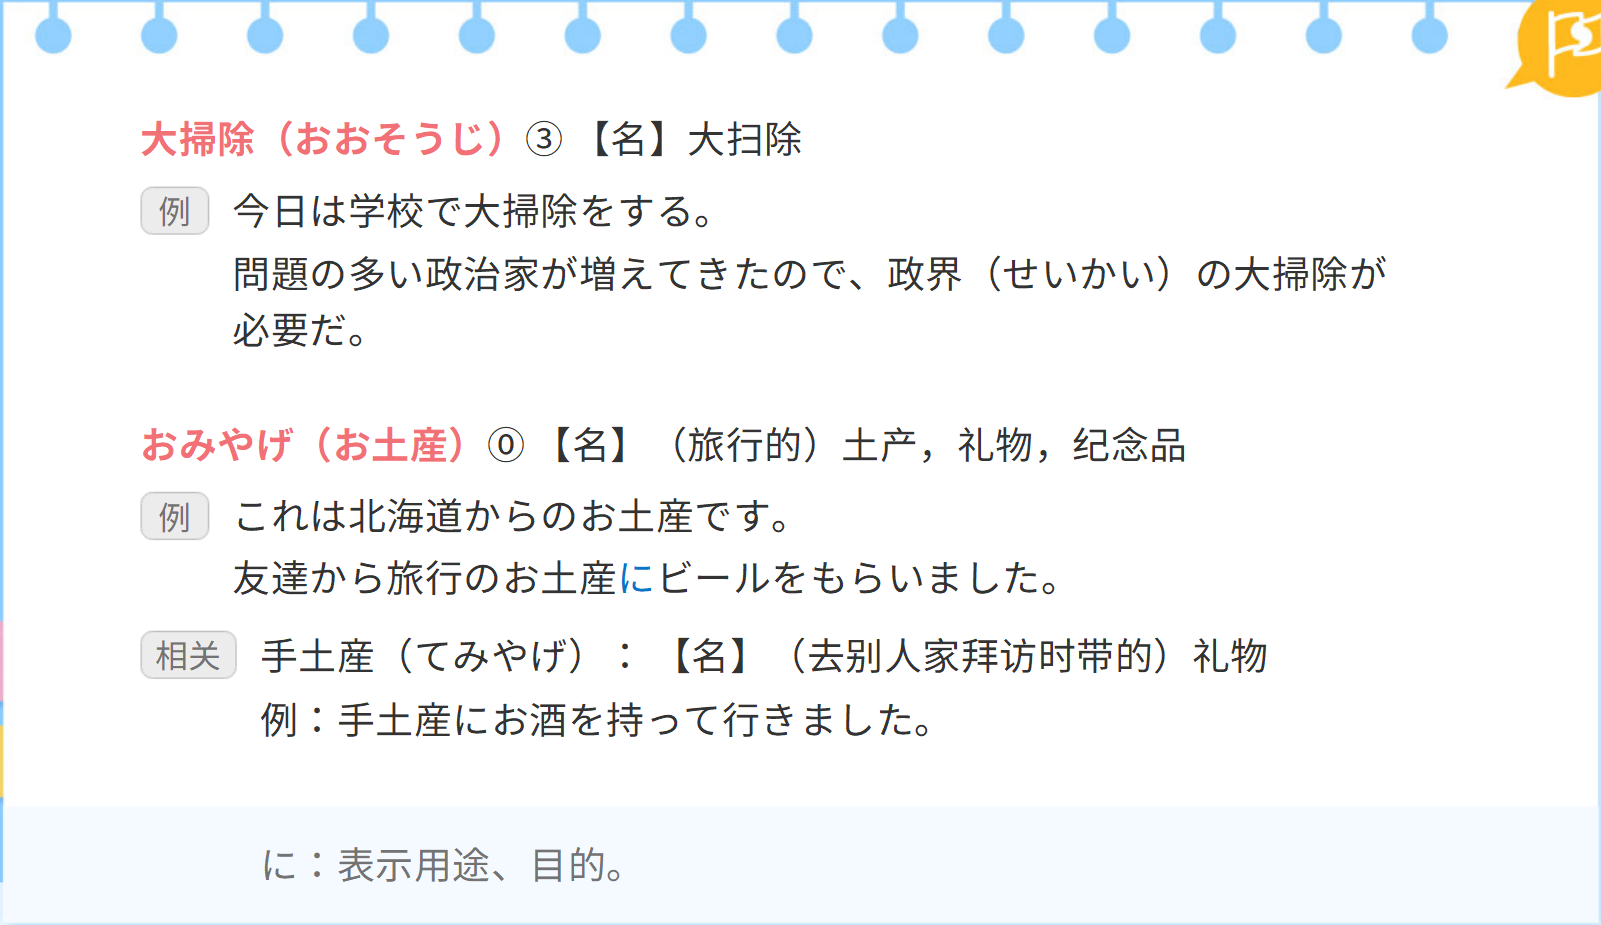 大掃除（おおそうじ）③ 【名】大扫除
例 今日は学校で大掃除をする。
問題の多い政治家が増えてきたので、政界（せいかい）の大掃除が
必要だ。
おみやげ（お土産）⓪ 【名】（旅行的）土产，礼物，纪念品
例 これは北海道からのお土産です。
友達から旅行のお土産にビールをもらいました。
相关 手土産（てみやげ）：【名】（去别人家拜访时带的）礼物
例：手土産にお酒を持って行きました。
に：表示用途、目的。